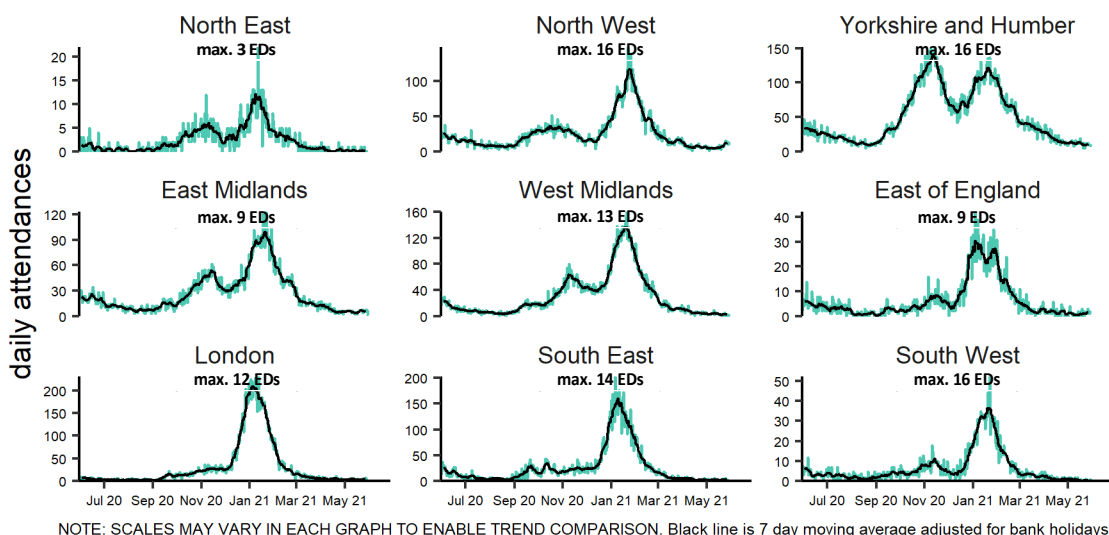 North East
max. 3 EDs
20
15
10
5
0
North West
max. 16 EDs
100
50
0
Yorkshire and Humber
max. 16 EDs
150
100
50
0
daily attendances
East Midlands
max. 9 EDs
120
90
60
30
0
West Midlands
max. 13 EDs
160
120
80
40
0
East of England
max. 9 EDs
40
30
20
10
0
London
max. 12 EDs
200
150
100
50
0
Jul 20 Sep 20 Nov 20 Jan 21 Mar 21 May 21
South East
max. 14 EDs
200
150
100
50
0
Jul 20 Sep 20 Nov 20 Jan 21 Mar 21 May 21
South West
max. 16 EDs
50
40
30
20
10
0
Jul 20 Sep 20 Nov 20 Jan 21 Mar 21 May 21
NOTE: SCALES MAY VARY IN EACH GRAPH TO ENABLE TREND COMPARISON. Black line is 7 day moving average adjusted for bank holidays